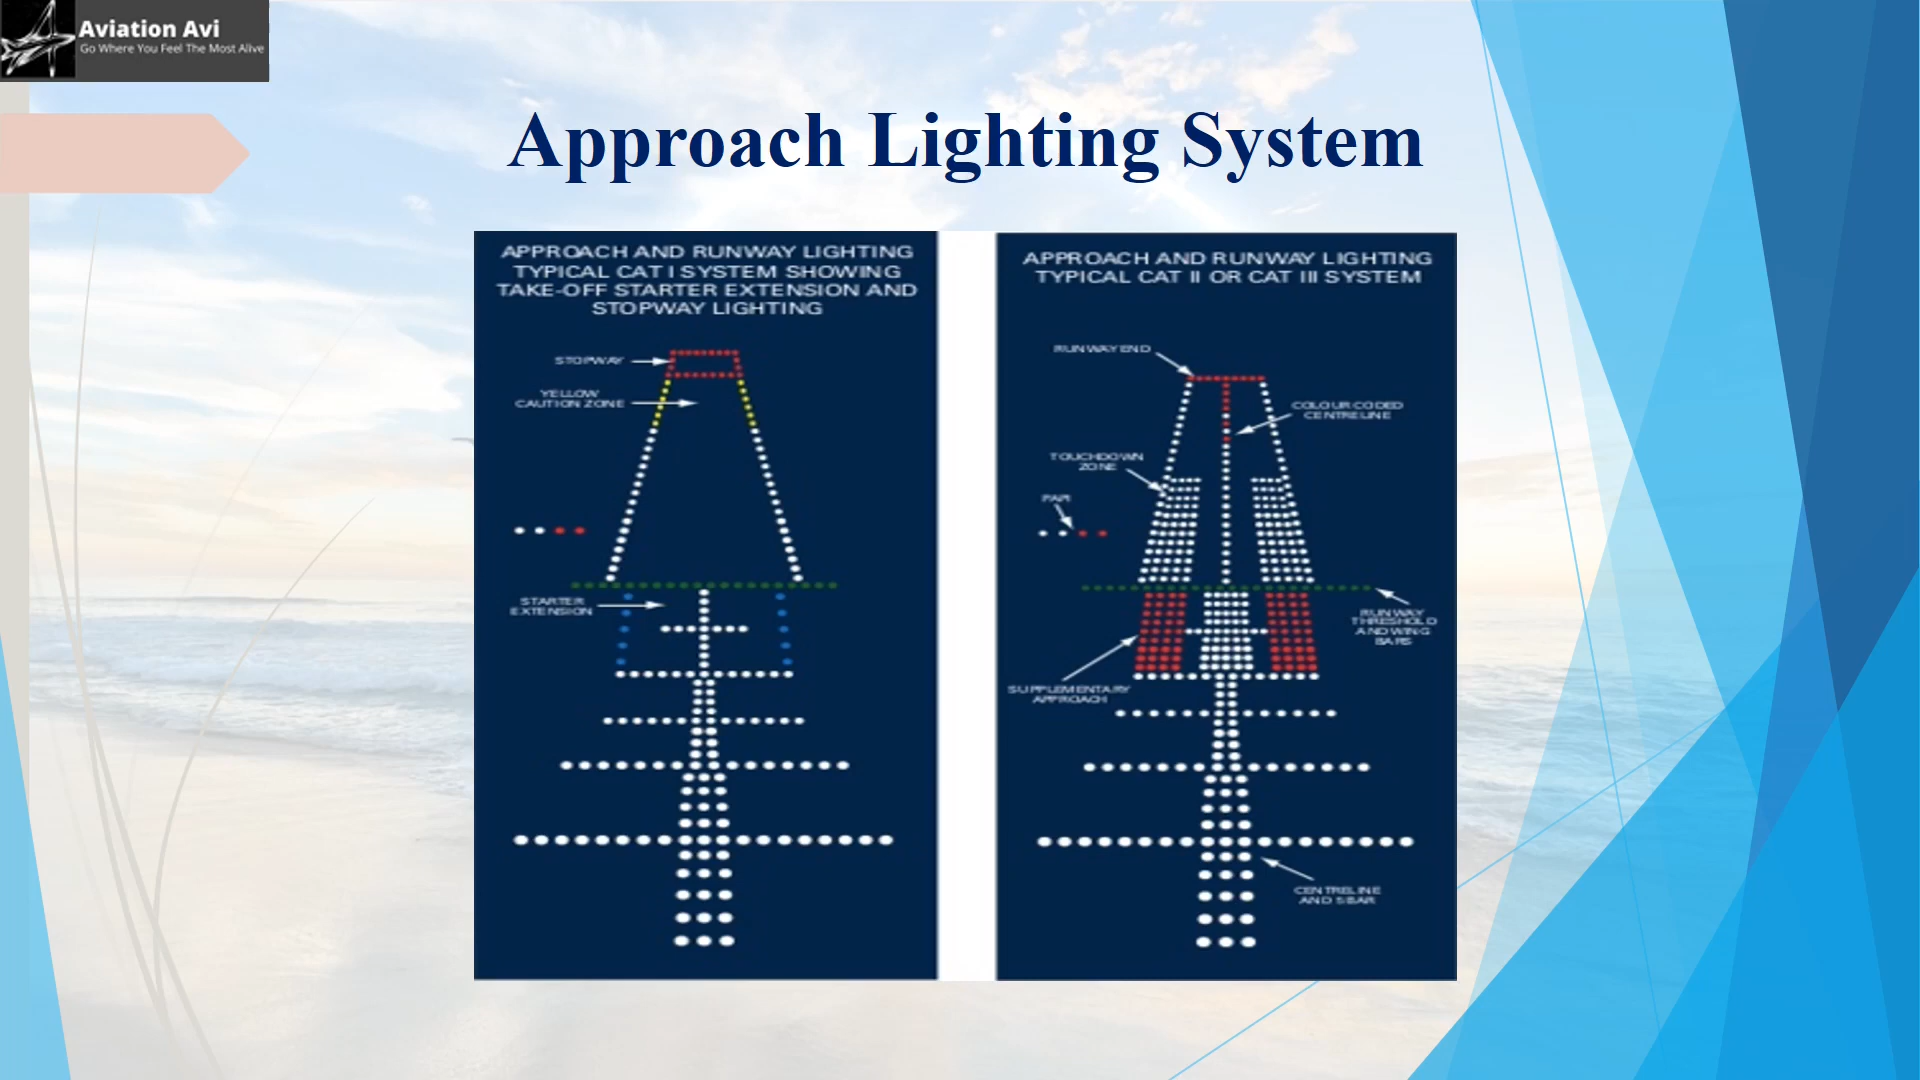 Aviation Avi
Go Where You Feel The Most Alive
Approach Lighting System
APPROACH AND RUNWAY LIGHTING
TYPICAL CAT I SYSTEM SHOWING
TAKE-OFF STARTER EXTENSION AND
STOPWAY LIGHTING
STOPWAY
YELLOW
CAUTION ZONE
STARTER
EXTENSION
APPROACH AND RUNWAY LIGHTING
TYPICAL CAT II OR CAT III SYSTEM
RUNWAY END
COLOUR CODED
CENTRELINE
TOUCHDOWN
ZONE
PAPI
RUNWAY
THRESHOLD
AND WING
BARS
SUPPLEMENTARY
APPROACH
CENTRELINE
AND 5 BAR